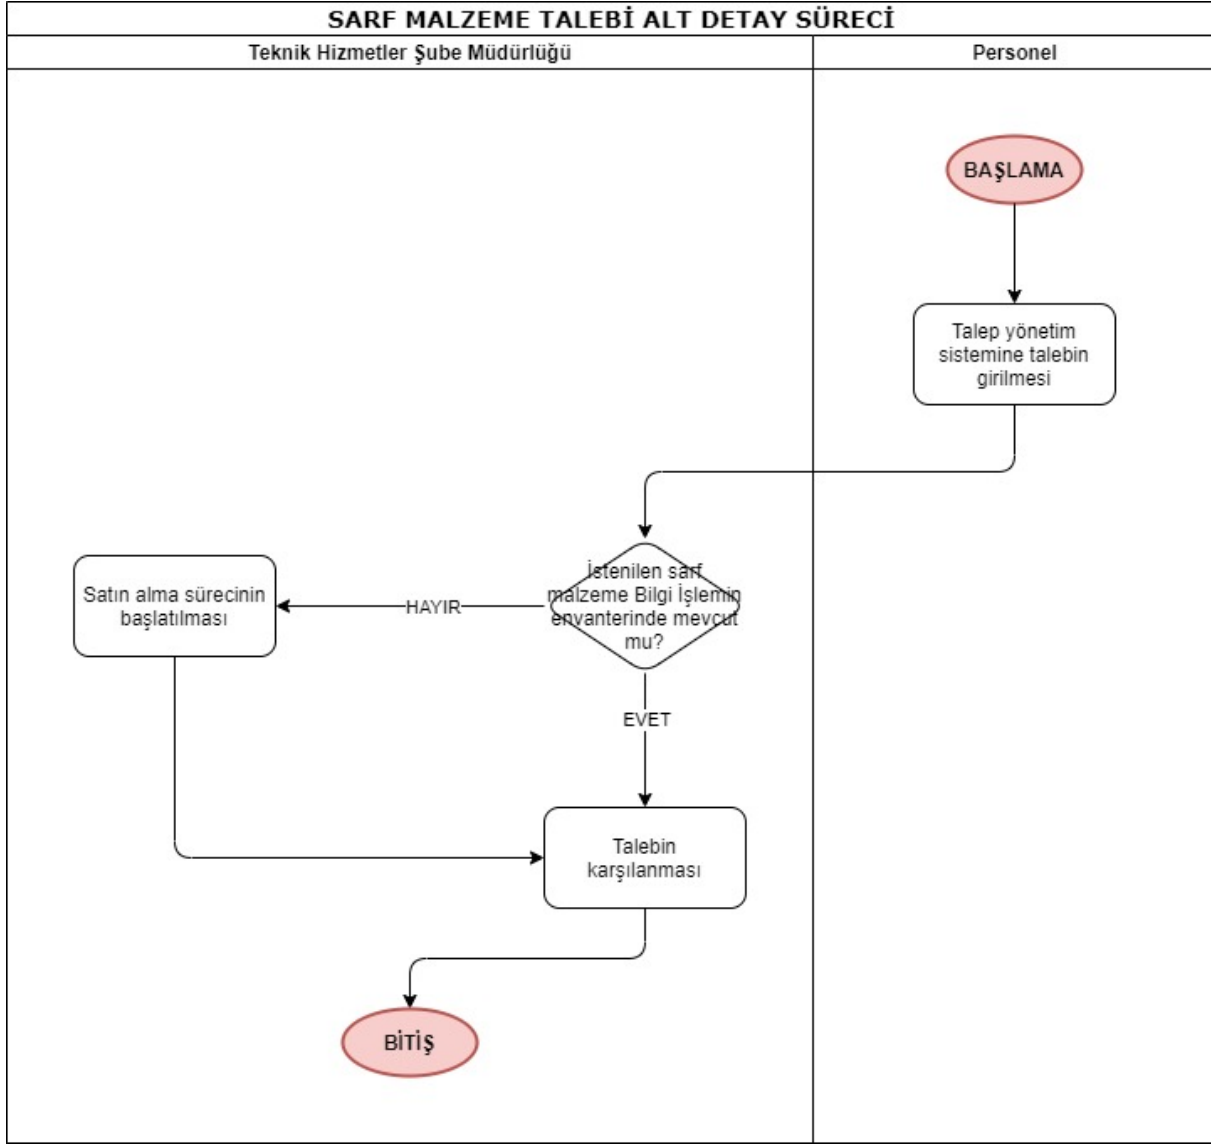 SARF MALZEME TALEBİ ALT DETAY SÜRECİ
Teknik Hizmetler Şube Müdürlüğü
Personel
BAŞLAMA
Talep yönetim
sistemine talebin
girilmesi
İstenilen sarf
malzeme Bilgi İşlemin
envanterinde mevcut
mu?
HAYIR
Satın alma sürecinin
başlatılması
EVET
Talebin
karşılanması
BİTİŞ